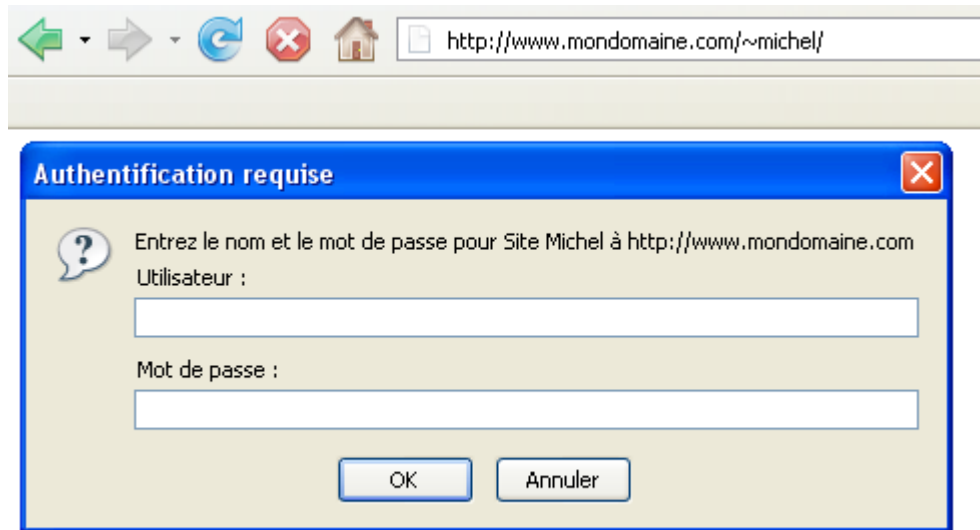 http://www.mondomaine.com/~michel/
Authentification requise
Entrez le nom et le mot de passe pour Site Michel à http://www.mondomaine.com
Utilisateur :
Mot de passe :
OK
Annuler